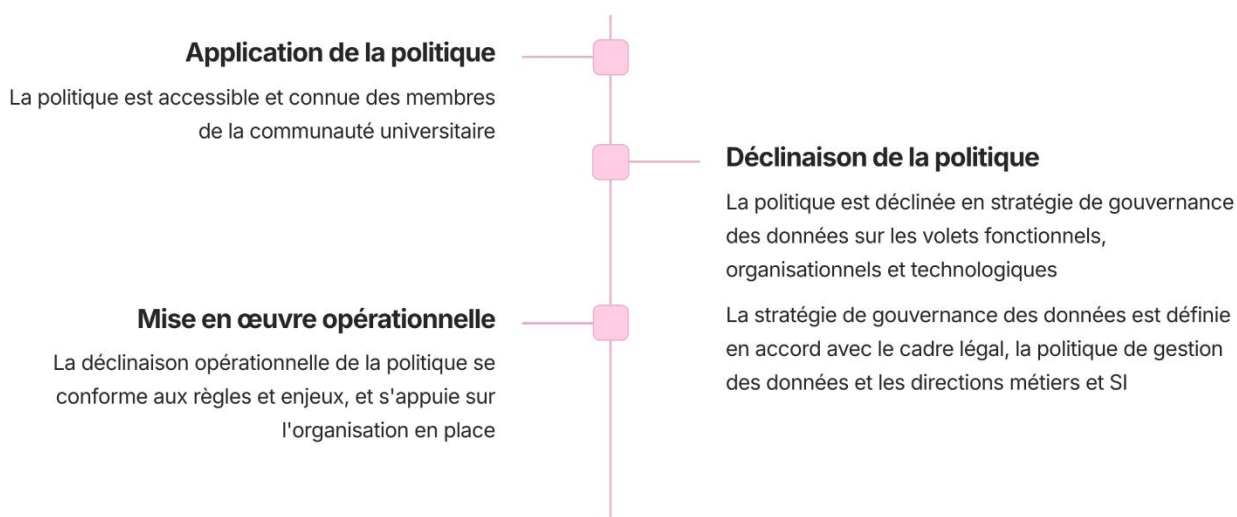 Application de la politique
La politique est accessible et connue des membres
de la communauté universitaire
Déclinaison de la politique
La politique est déclinée en stratégie de gouvernance
des données sur les volets fonctionnels,
organisationnels et technologiques
La stratégie de gouvernance des données est définie
en accord avec le cadre légal, la politique de gestion
des données et les directions métiers et SI
Mise en œuvre opérationnelle
La déclinaison opérationnelle de la politique se
conforme aux règles et enjeux, et s'appuie sur
l'organisation en place